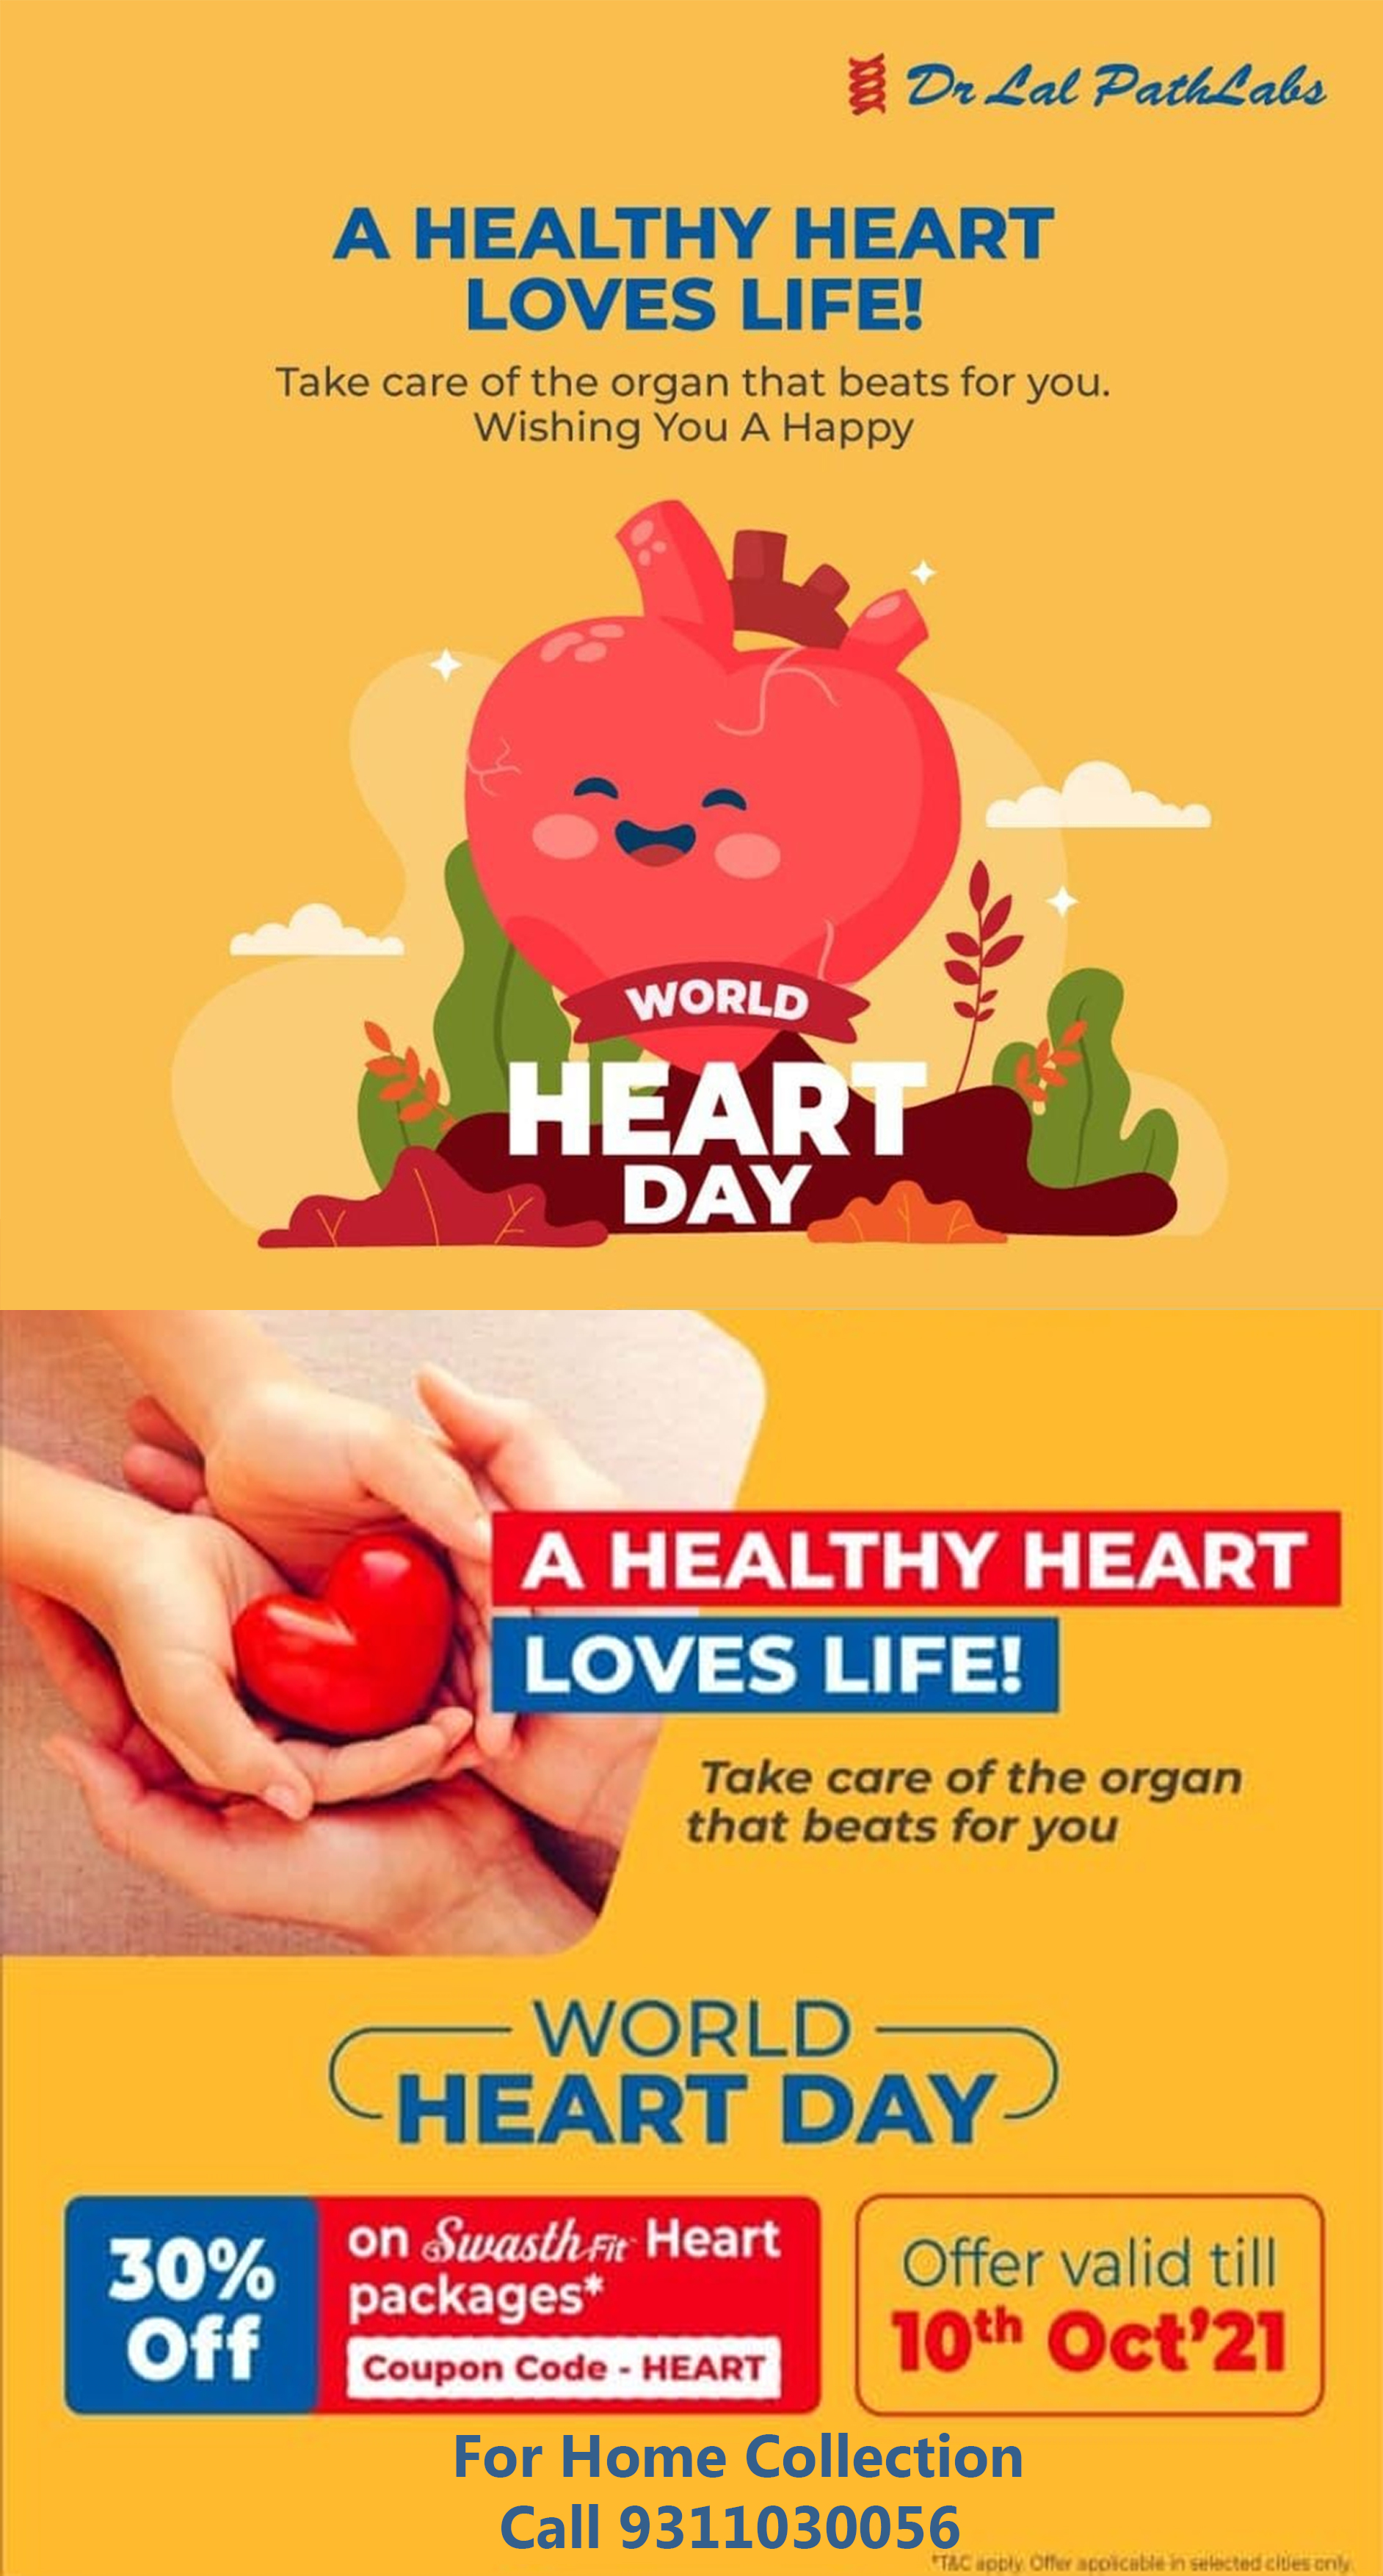 Dr Lal PathLabs
A HEALTHY HEART
LOVES LIFE!
Take care of the organ that beats for you.
Wishing You A Happy
WORLD
HEART
DAY
A HEALTHY HEART
LOVES LIFE!
Take care of the organ
that beats for you
WORLD
HEART DAY
30%
Off
on SwasthFit Heart
packages*
Coupon Code - HEART
Offer valid till
10th Oct'21
For Home Collection
Call 9311030056
*T&C apply. Offer applicable in selected cities only.